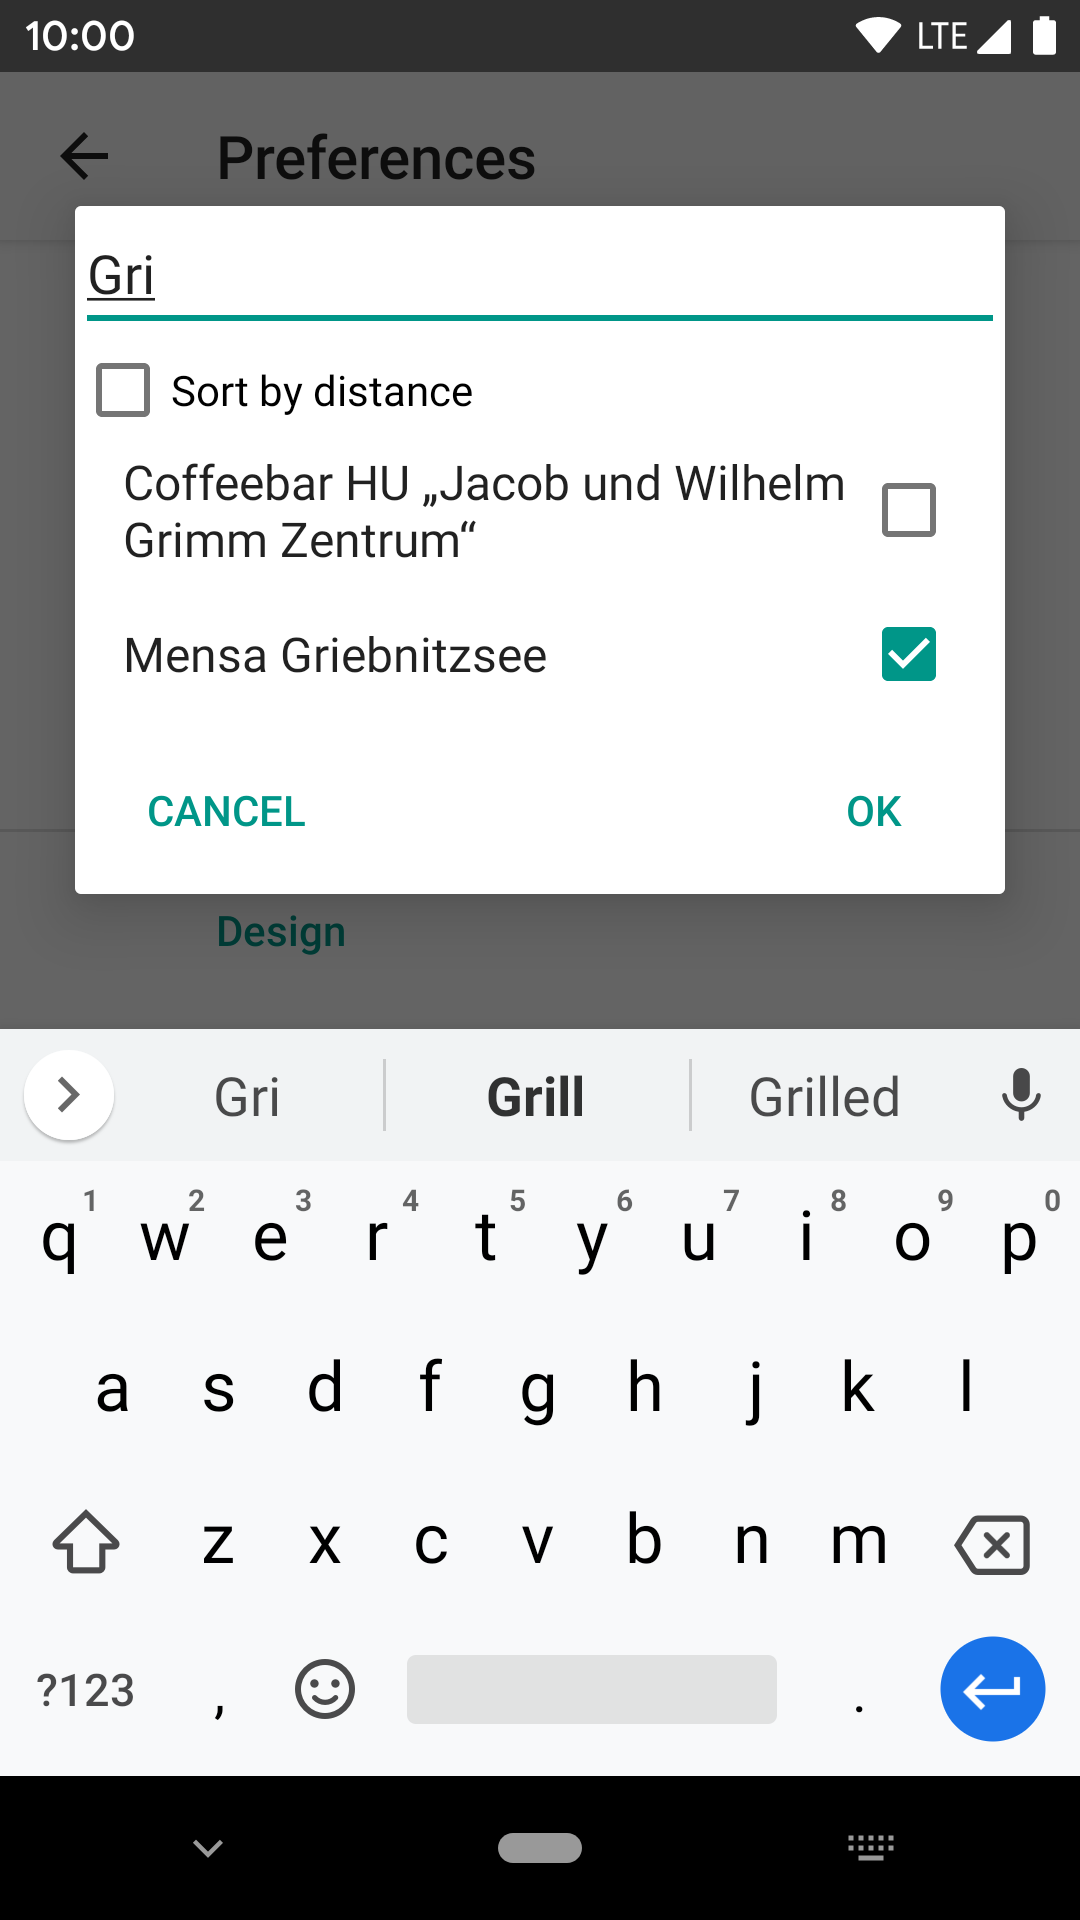 10:00 LTE
Preferences
Gri
Sort by distance
Coffeebar HU „Jacob und Wilhelm
Grimm Zentrum“
Mensa Griebnitzsee
CANCEL OK
Design
Gri Grill Grilled
1 2 3 4 5 6 7 8 9 0
q w e r t y u i o p
a s d f g h j k l
z x c v b n m
?123 , .